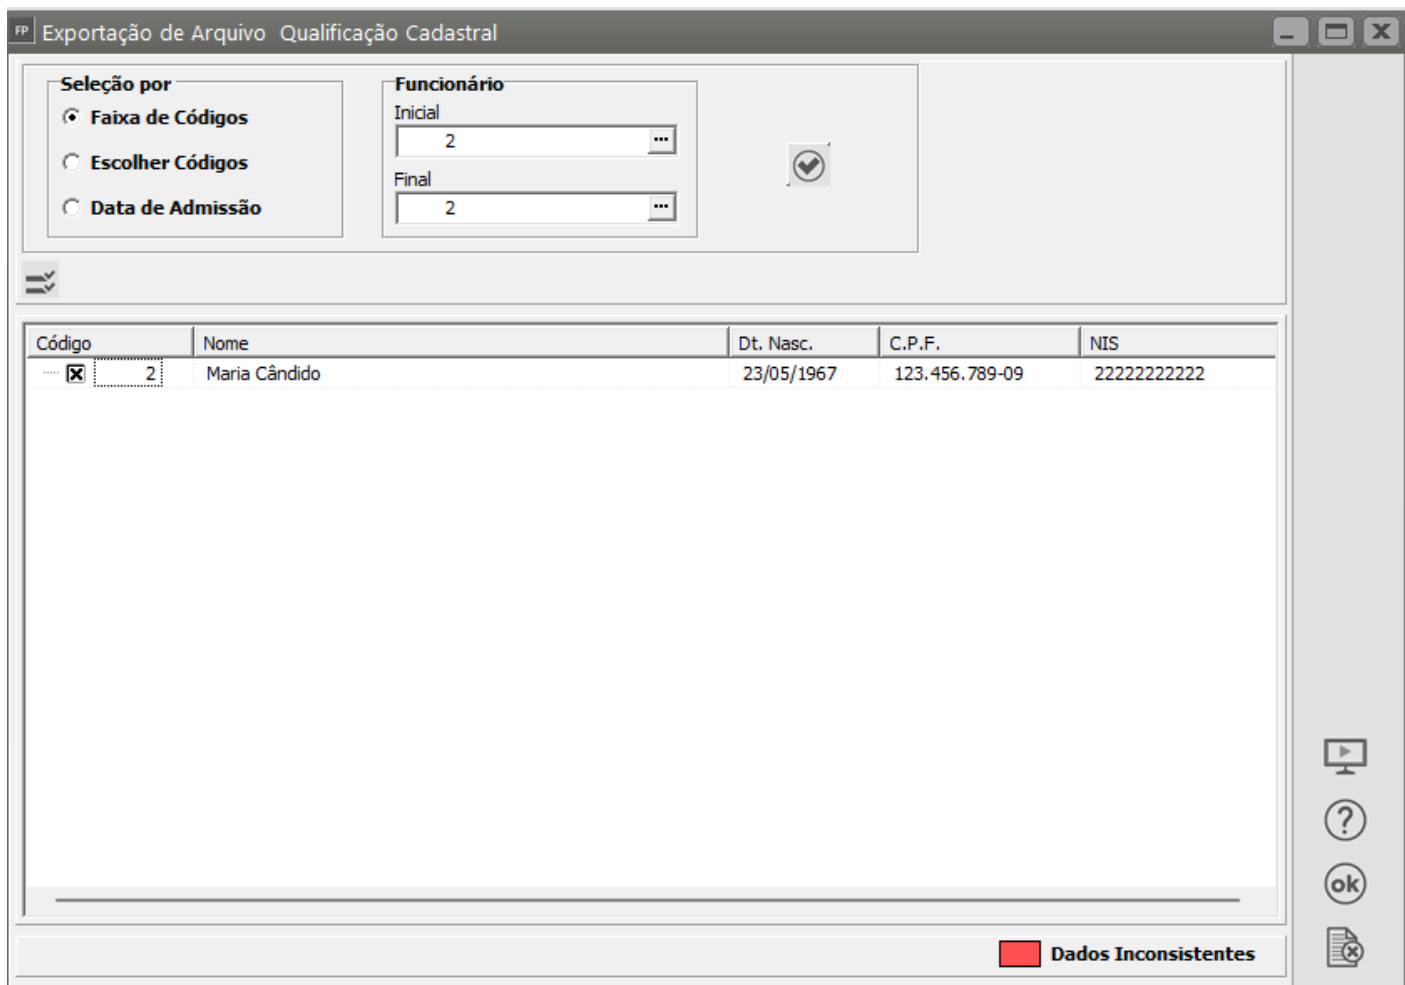 FP Exportação de Arquivo Qualificação Cadastral
Seleção por
Faixa de Códigos
Escolher Códigos
Data de Admissão
Funcionário
Inicial
2
...
Final
2
...
Código Nome Dt. Nasc. C.P.F. NIS
2 Maria Cândido 23/05/1967 123.456.789-09 22222222222
?
ok
Dados Inconsistentes